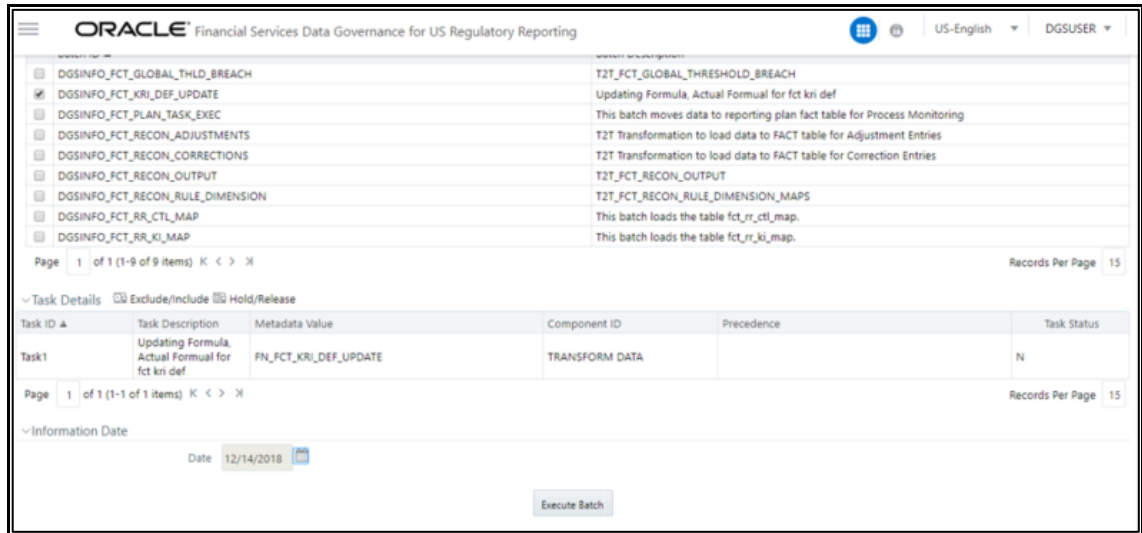 ORACLE® Financial Services Data Governance for US Regulatory Reporting US-English DGSUSER
Batch ID Batch Description
DGSINFO_FCT_GLOBAL_THLD_BREACH T2T_FCT_GLOBAL_THRESHOLD_BREACH
DGSINFO_FCT_KRI_DEF_UPDATE Updating Formula, Actual Formual for fct kri def
DGSINFO_FCT_PLAN_TASK_EXEC This batch moves data to reporting plan fact table for Process Monitoring
DGSINFO_FCT_RECON_ADJUSTMENTS T2T Transformation to load data to FACT table for Adjustment Entries
DGSINFO_FCT_RECON_CORRECTIONS T2T Transformation to load data to FACT table for Correction Entries
DGSINFO_FCT_RECON_OUTPUT T2T_FCT_RECON_OUTPUT
DGSINFO_FCT_RECON_RULE_DIMENSION T2T_FCT_RECON_RULE_DIMENSION_MAPS
DGSINFO_FCT_RR_CTL_MAP This batch loads the table fct_rr_ctl_map.
DGSINFO_FCT_RR_KI_MAP This batch loads the table fct_rr_ki_map.
Page 1 of 1 (1-9 of 9 items) Records Per Page 15
Task Details Exclude/Include Hold/Release
Task ID Task Description Metadata Value Component ID Precedence Task Status
Updating Formula,
Task1 Actual Formual for FN_FCT_KRI_DEF_UPDATE TRANSFORM DATA N
fct kri def
Page 1 of 1 (1-1 of 1 items) Records Per Page 15
Information Date
Date 12/14/2018
Execute Batch